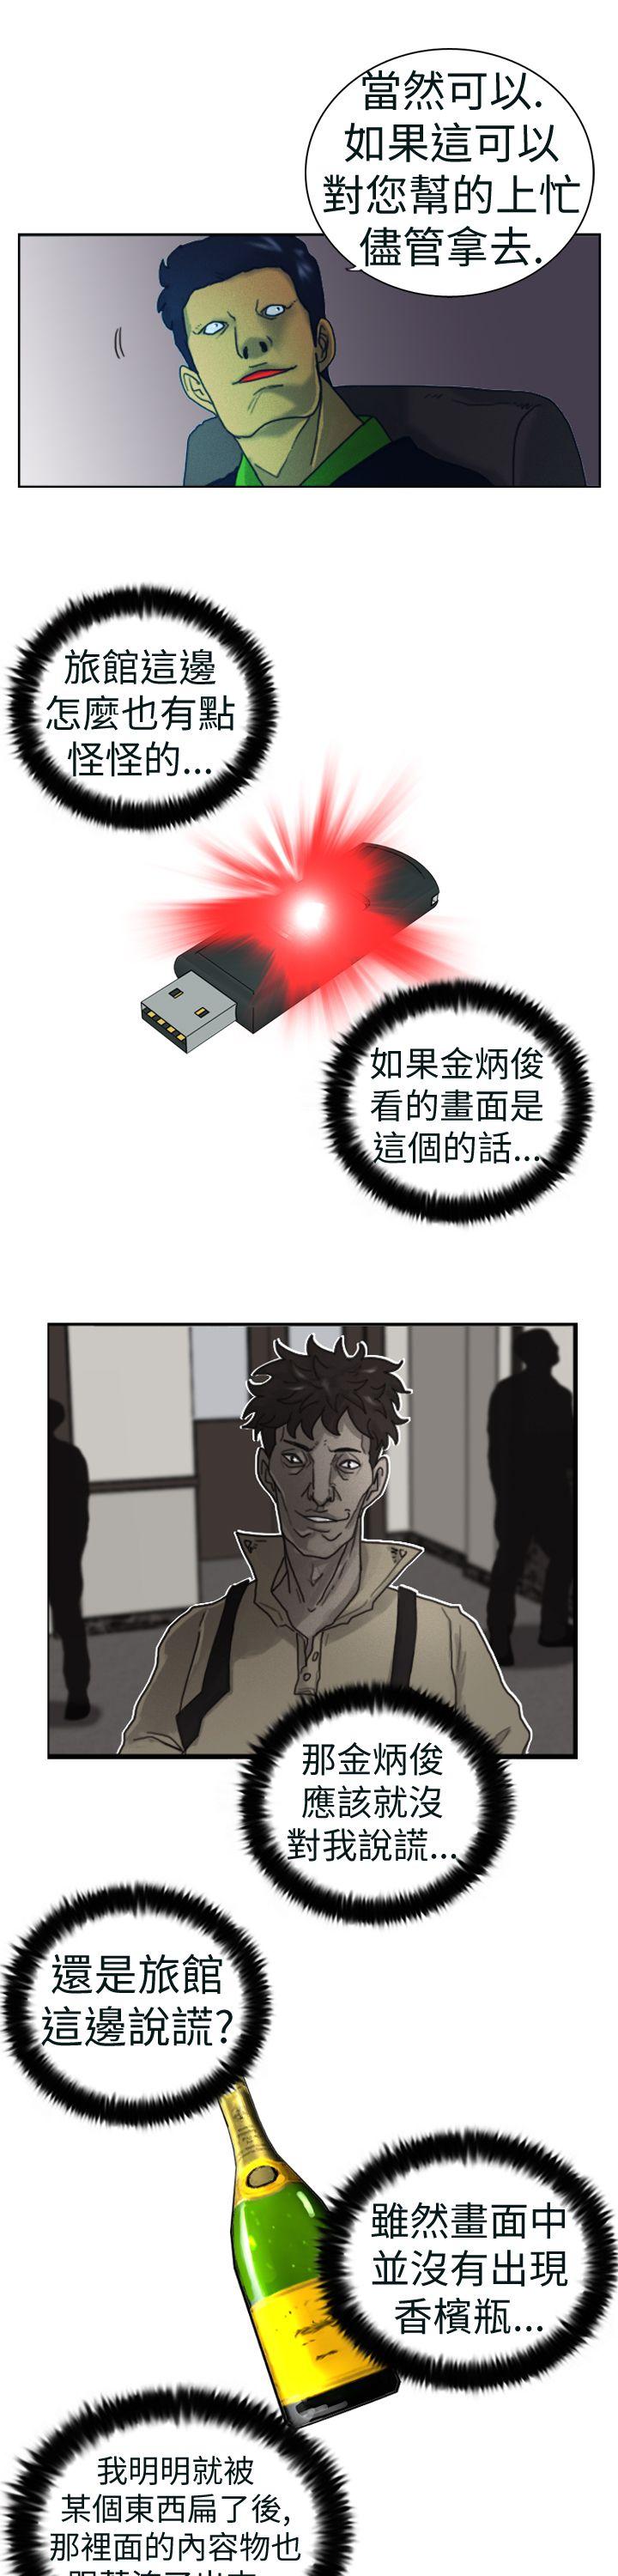 當然可以.
如果這可以
對您幫的上忙
儘管拿去.
旅館這邊
怎麼也有點
怪怪的...
如果金炳俊
看的畫面是
這個的話...
那金炳俊
應該就沒
對我說謊...
還是旅館
這邊說謊?
雖然畫面中
並沒有出現
香檳瓶...
我明明就被
某個東西扁了後,
那裡面的內容物也